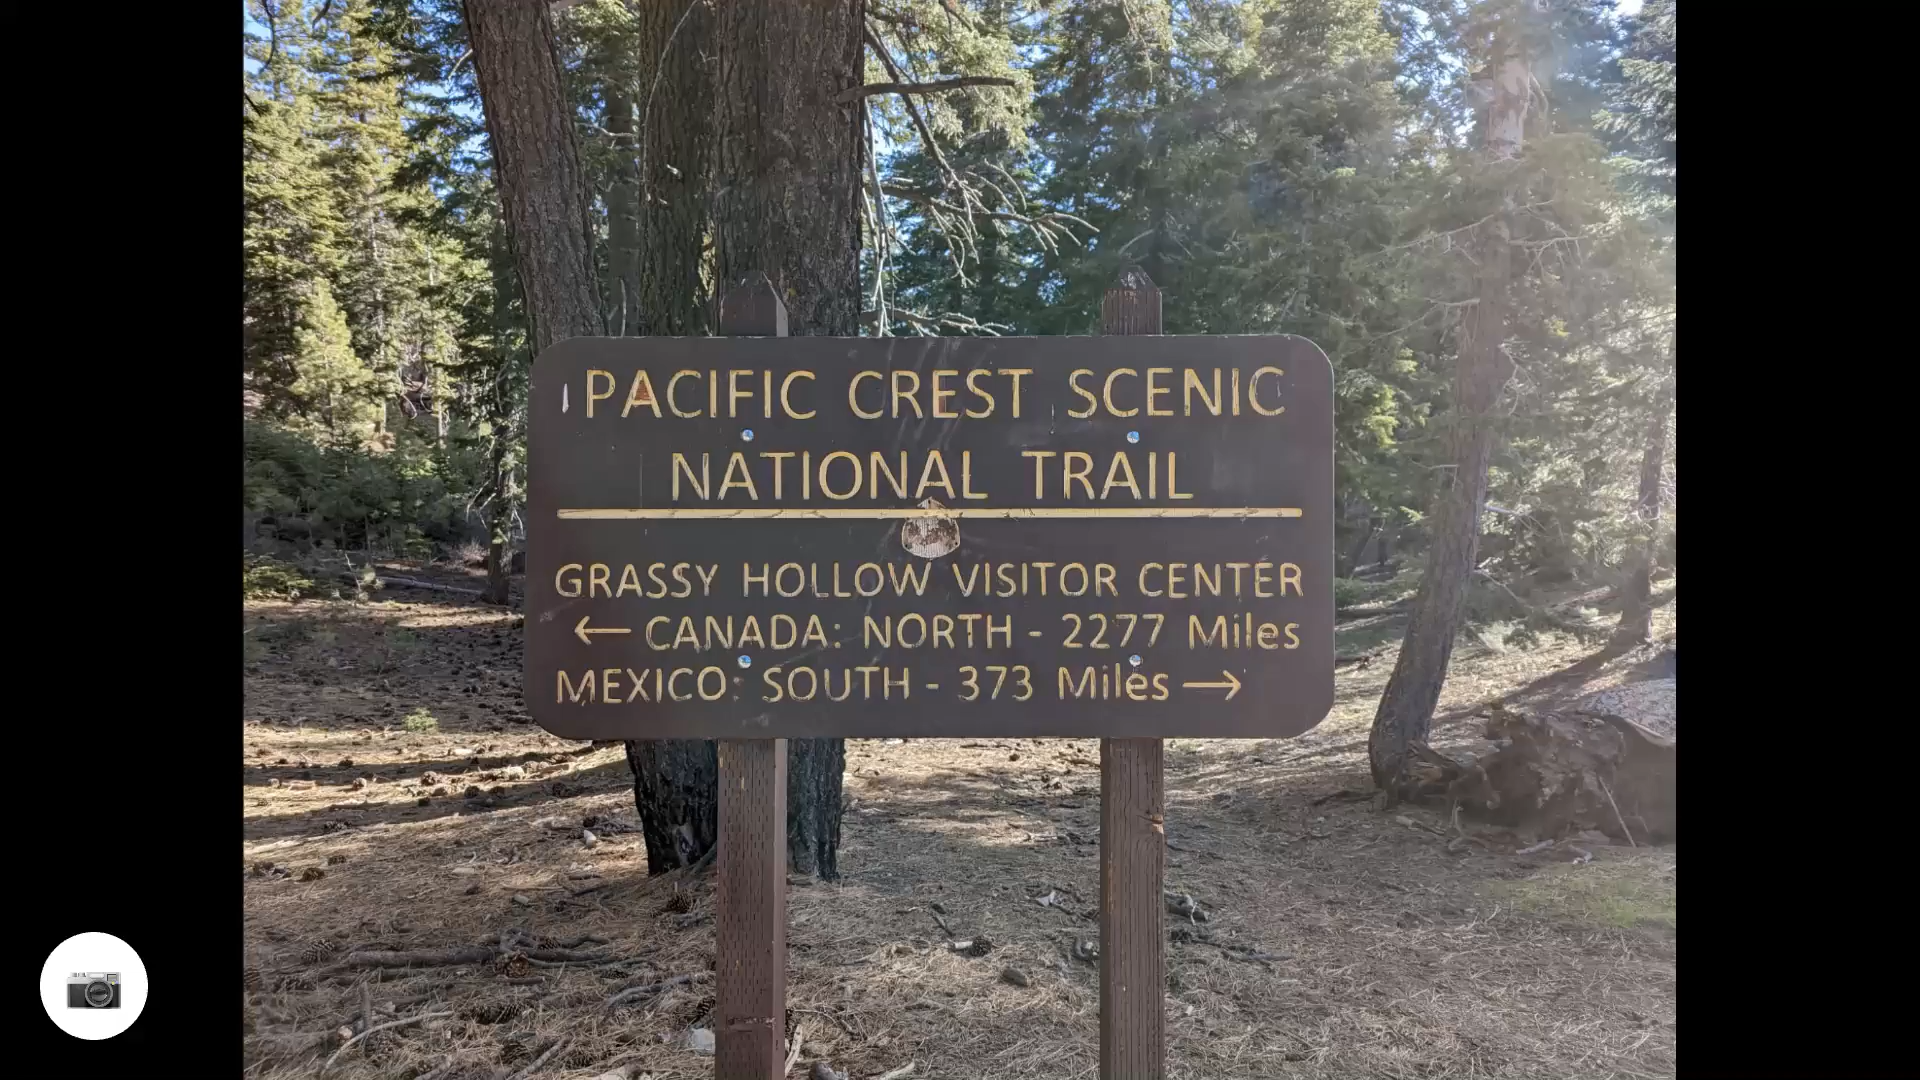 PACIFIC CREST SCENIC
NATIONAL TRAIL
GRASSY HOLLOW VISITOR CENTER
← CANADA: NORTH - 2277 Miles
MEXICO: SOUTH - 373 Miles →